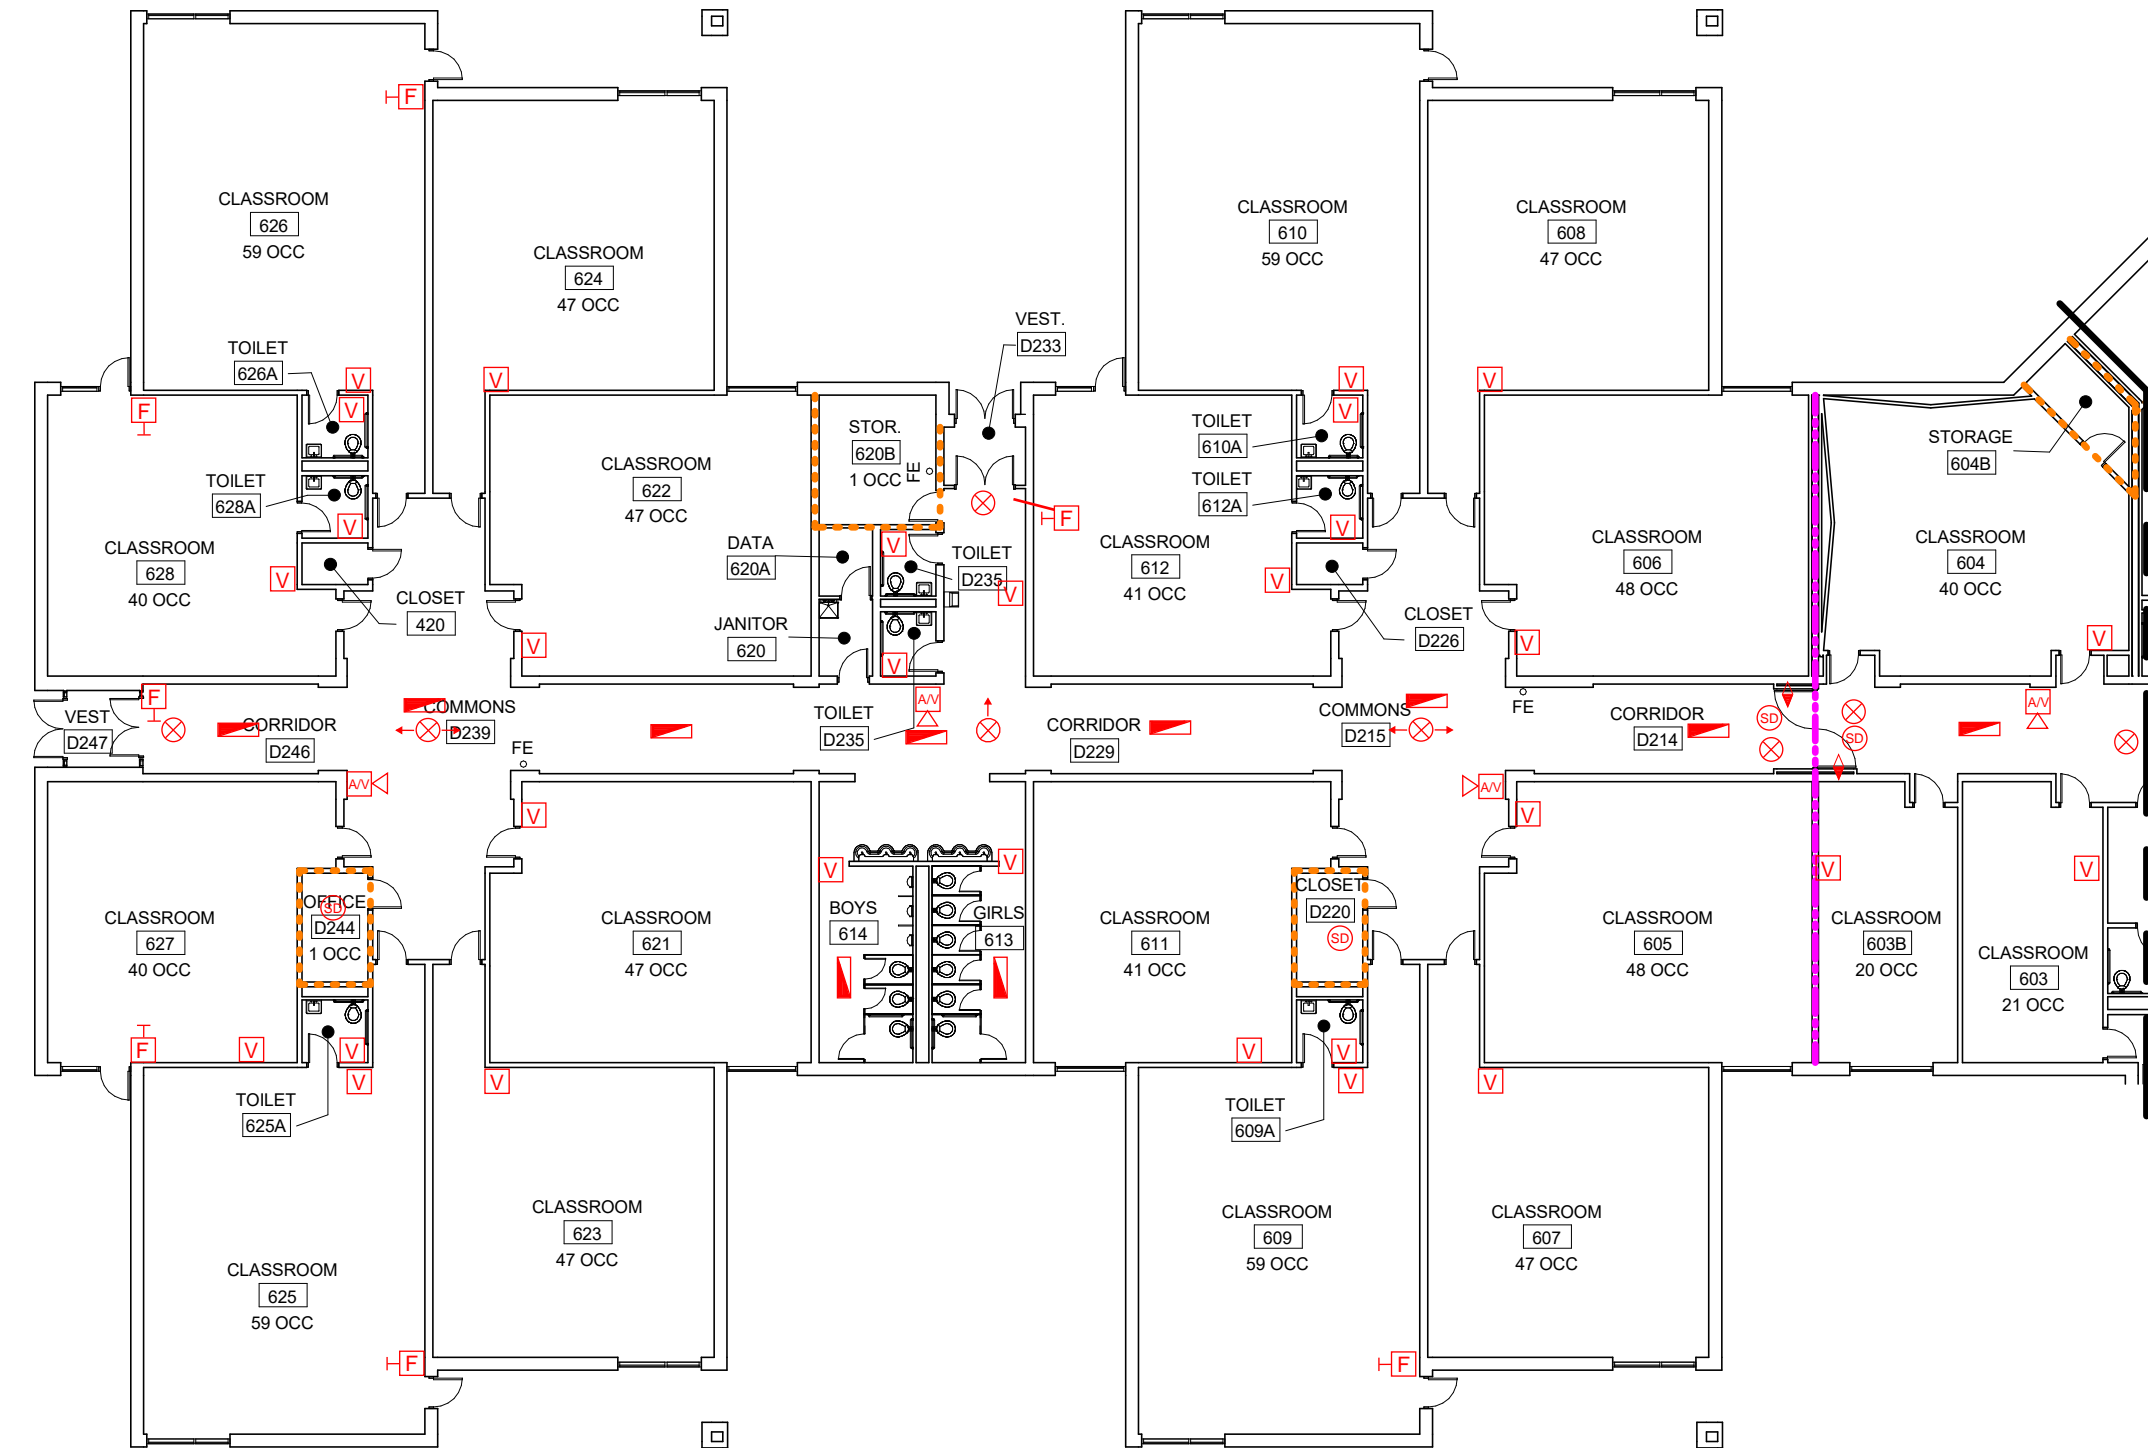 F
CLASSROOM
626
59 OCC
CLASSROOM
624
47 OCC
TOILET
626A
V
V
V
F
TOILET
628A
V
CLASSROOM
628
40 OCC
V
CLOSET
420
CLASSROOM
622
47 OCC
V
STOR.
620B
1 OCC
FE
VEST.
D233
DATA
620A
V
TOILET
D235
V
JANITOR
620
V
F
CLASSROOM
610
59 OCC
CLASSROOM
608
47 OCC
TOILET
610A
V
V
V
TOILET
612A
V
CLASSROOM
612
41 OCC
V
CLOSET
D226
CLASSROOM
606
48 OCC
V
STORAGE
604B
CLASSROOM
604
40 OCC
V
F
VEST
D247
CORRIDOR
D246
COMMONS
D239
FE
TOILET
D235
A/V
CORRIDOR
D229
COMMONS
D215
FE
CORRIDOR
D214
SD
SD
A/V
A/V
A/V
V
V
CLASSROOM
627
40 OCC
OFFICE
SD
D244
1 OCC
F
V
V
V
TOILET
625A
CLASSROOM
621
47 OCC
V
V
BOYS
614
V
GIRLS
613
CLASSROOM
611
41 OCC
CLOSET
D220
SD
V
V
V
TOILET
609A
CLASSROOM
605
48 OCC
V
V
CLASSROOM
603B
20 OCC
V
CLASSROOM
603
21 OCC
CLASSROOM
625
59 OCC
F
CLASSROOM
623
47 OCC
CLASSROOM
609
59 OCC
F
CLASSROOM
607
47 OCC